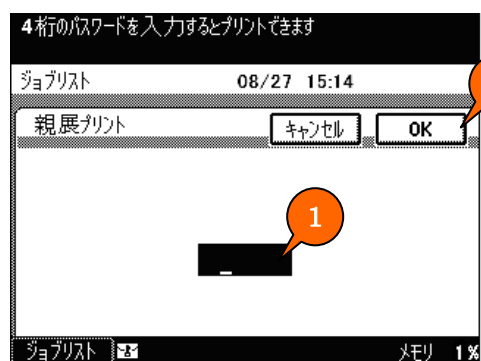 4桁のパスワードを入力するとプリントできます
ジョブリスト 08/27 15:14
親展プリント キャンセル OK
1
ジョブリスト メモリ 1%